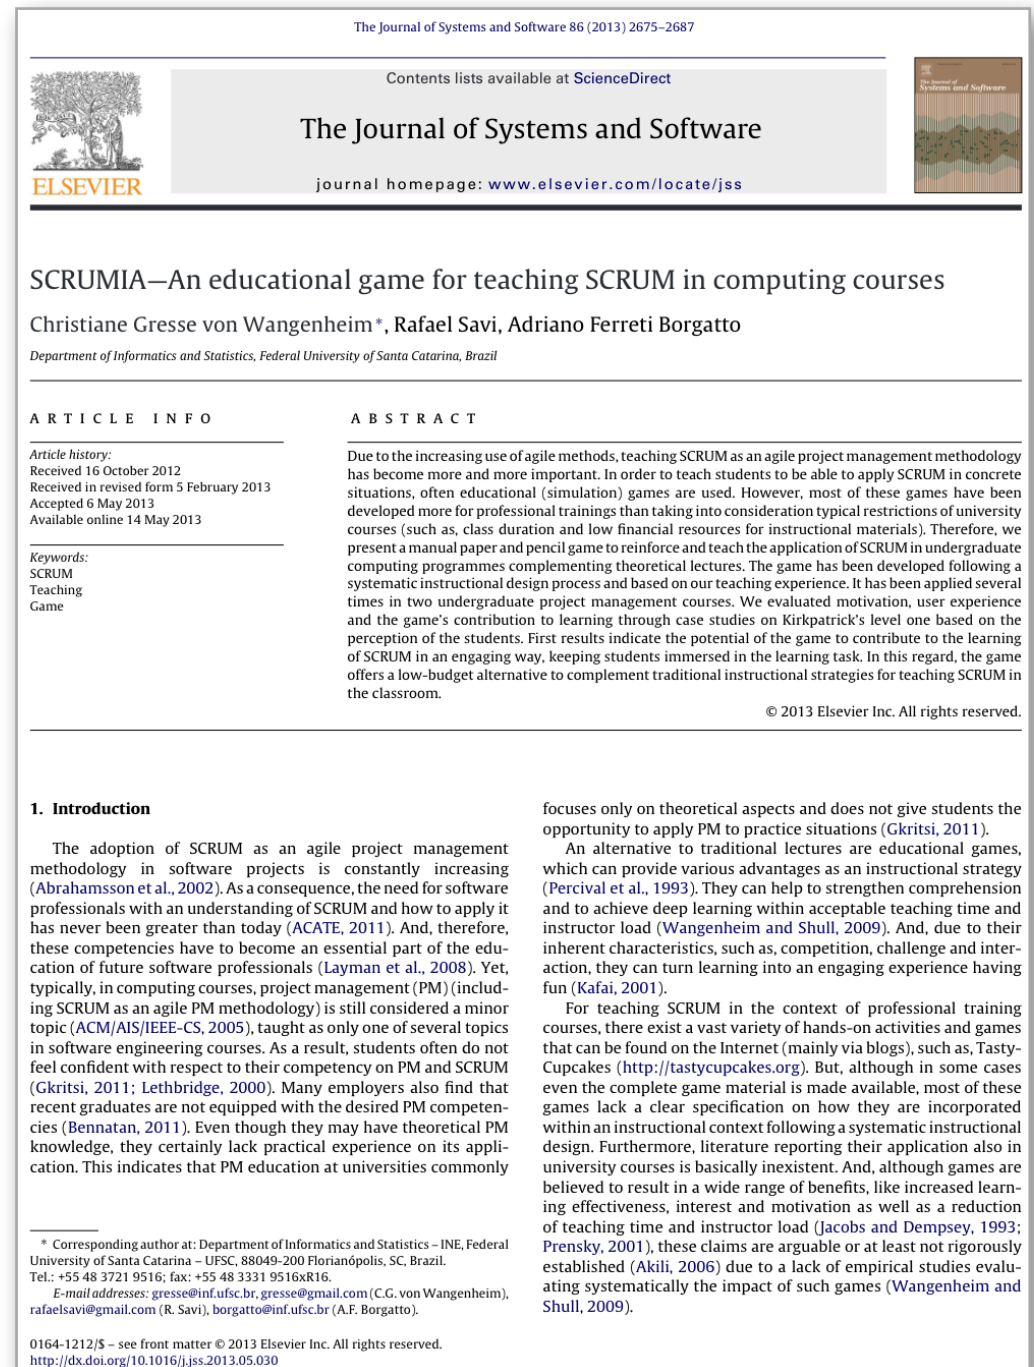 The Journal of Systems and Software 86 (2013) 2675–2687
Contents lists available at ScienceDirect
The Journal of Systems and Software
journal homepage: www.elsevier.com/locate/jss
ELSEVIER
The Journal of
Systems and Software
SCRUMIA—An educational game for teaching SCRUM in computing courses
Christiane Gresse von Wangenheim*, Rafael Savi, Adriano Ferreti Borgatto
Department of Informatics and Statistics, Federal University of Santa Catarina, Brazil
ARTICLE INFO
Article history:
Received 16 October 2012
Received in revised form 5 February 2013
Accepted 6 May 2013
Available online 14 May 2013
Keywords:
SCRUM
Teaching
Game
ABSTRACT
Due to the increasing use of agile methods, teaching SCRUM as an agile project management methodology
has become more and more important. In order to teach students to be able to apply SCRUM in concrete
situations, often educational (simulation) games are used. However, most of these games have been
developed more for professional trainings than taking into consideration typical restrictions of university
courses (such as, class duration and low financial resources for instructional materials). Therefore, we
present a manual paper and pencil game to reinforce and teach the application of SCRUM in undergraduate
computing programmes complementing theoretical lectures. The game has been developed following a
systematic instructional design process and based on our teaching experience. It has been applied several
times in two undergraduate project management courses. We evaluated motivation, user experience
and the game's contribution to learning through case studies on Kirkpatrick's level one based on the
perception of the students. First results indicate the potential of the game to contribute to the learning
of SCRUM in an engaging way, keeping students immersed in the learning task. In this regard, the game
offers a low-budget alternative to complement traditional instructional strategies for teaching SCRUM in
the classroom.
© 2013 Elsevier Inc. All rights reserved.
1. Introduction
The adoption of SCRUM as an agile project management
methodology in software projects is constantly increasing
(Abrahamsson et al., 2002). As a consequence, the need for software
professionals with an understanding of SCRUM and how to apply it
has never been greater than today (ACATE, 2011). And, therefore,
these competencies have to become an essential part of the edu-
cation of future software professionals (Layman et al., 2008). Yet,
typically, in computing courses, project management (PM) (includ-
ing SCRUM as an agile PM methodology) is still considered a minor
topic (ACM/AIS/IEEE-CS, 2005), taught as only one of several topics
in software engineering courses. As a result, students often do not
feel confident with respect to their competency on PM and SCRUM
(Gkritsi, 2011; Lethbridge, 2000). Many employers also find that
recent graduates are not equipped with the desired PM competen-
cies (Bennatan, 2011). Even though they may have theoretical PM
knowledge, they certainly lack practical experience on its appli-
cation. This indicates that PM education at universities commonly
* Corresponding author at: Department of Informatics and Statistics – INE, Federal
University of Santa Catarina – UFSC, 88049-200 Florianópolis, SC, Brazil.
Tel.: +55 48 3721 9516; fax: +55 48 3331 9516xR16.
E-mail addresses: gresse@inf.ufsc.br, gresse@gmail.com (C.G. von Wangenheim),
rafaelsavi@gmail.com (R. Savi), borgatto@inf.ufsc.br (A.F. Borgatto).
0164-1212/$ – see front matter © 2013 Elsevier Inc. All rights reserved.
http://dx.doi.org/10.1016/j.jss.2013.05.030
focuses only on theoretical aspects and does not give students the
opportunity to apply PM to practice situations (Gkritsi, 2011).
An alternative to traditional lectures are educational games,
which can provide various advantages as an instructional strategy
(Percival et al., 1993). They can help to strengthen comprehension
and to achieve deep learning within acceptable teaching time and
instructor load (Wangenheim and Shull, 2009). And, due to their
inherent characteristics, such as, competition, challenge and inter-
action, they can turn learning into an engaging experience having
fun (Kafai, 2001).
For teaching SCRUM in the context of professional training
courses, there exist a vast variety of hands-on activities and games
that can be found on the Internet (mainly via blogs), such as, Tasty-
Cupcakes (http://tastycupcakes.org). But, although in some cases
even the complete game material is made available, most of these
games lack a clear specification on how they are incorporated
within an instructional context following a systematic instructional
design. Furthermore, literature reporting their application also in
university courses is basically inexistent. And, although games are
believed to result in a wide range of benefits, like increased learn-
ing effectiveness, interest and motivation as well as a reduction
of teaching time and instructor load (Jacobs and Dempsey, 1993;
Prensky, 2001), these claims are arguable or at least not rigorously
established (Akili, 2006) due to a lack of empirical studies evalu-
ating systematically the impact of such games (Wangenheim and
Shull, 2009).